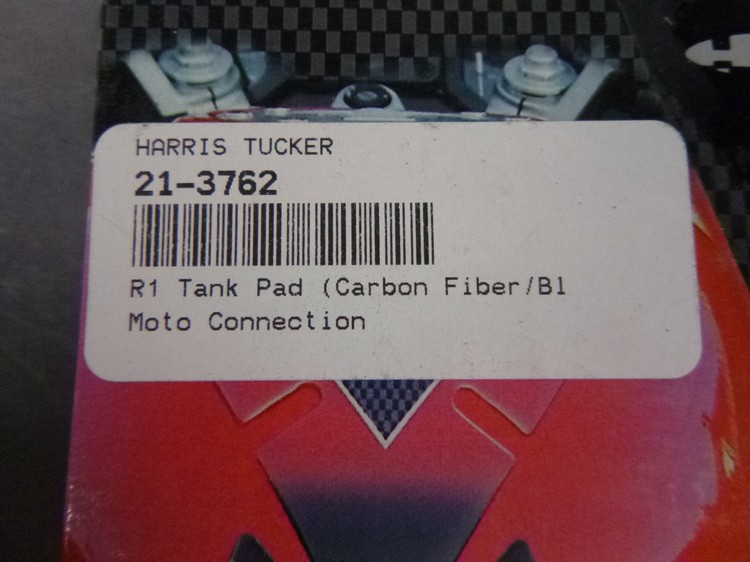 HARRIS TUCKER
21-3762
R1 Tank Pad (Carbon Fiber/Bl
Moto Connection